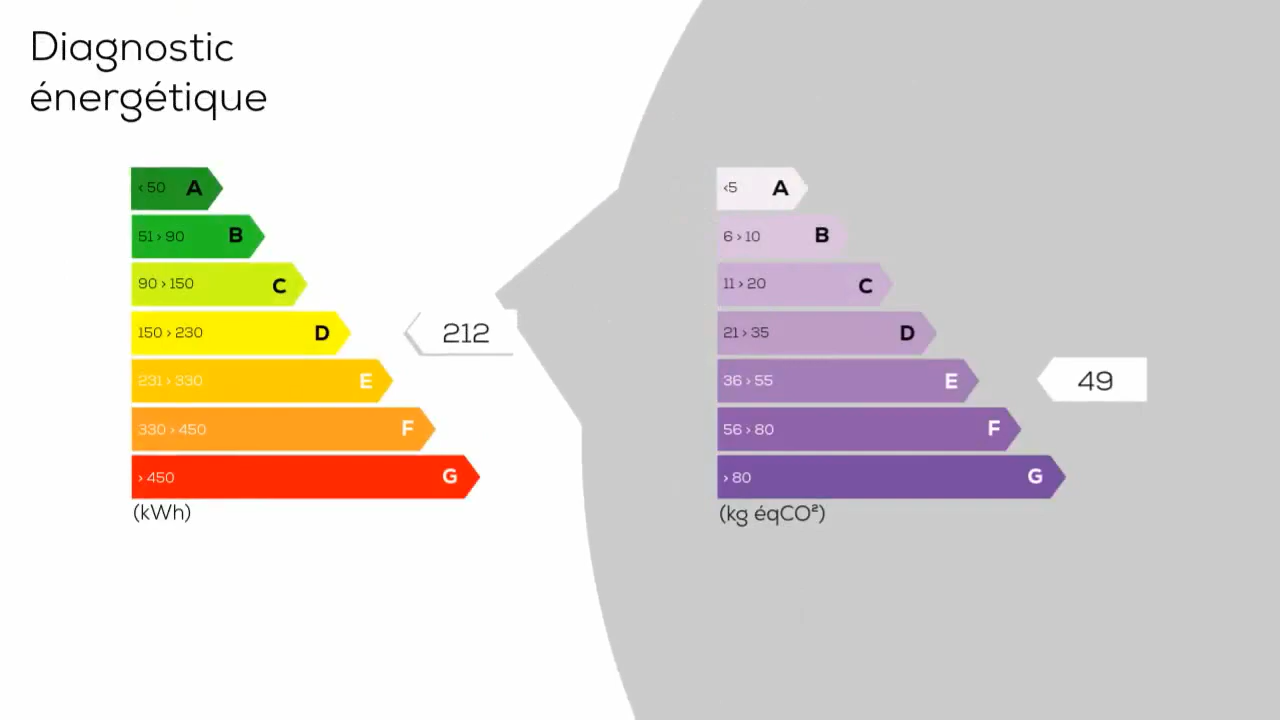 Diagnostic
énergétique
<50 A
51 > 90 B
90 > 150 C
150 > 230 D
212
231 > 330 E
330 > 450 F
> 450 G
(kWh)
<5 A
6 > 10 B
11 > 20 C
21 > 35 D
36 > 55 E
49
56 > 80 F
> 80 G
(kg éqCO²)